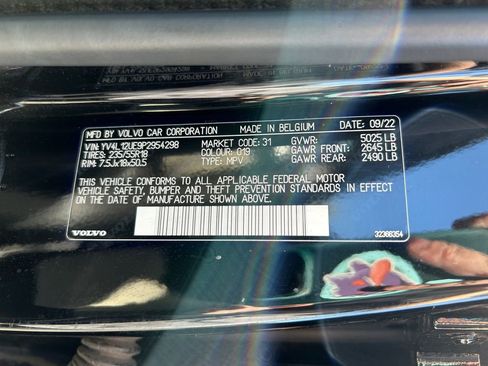 MFD BY VOLVO CAR CORPORATION MADE IN BELGIUM DATE: 09/22
VIN: YV4L12UE9P2954298 MARKET CODE: 31 GVWR: 5025 LB
TIRES: 235/55R18 COLOUR: 019 GAWR FRONT: 2645 LB
RIM: 7.5Jx18x50.5 TYPE: MPV GAWR REAR: 2490 LB
THIS VEHICLE CONFORMS TO ALL APPLICABLE FEDERAL MOTOR
VEHICLE SAFETY, BUMPER AND THEFT PREVENTION STANDARDS IN EFFECT
ON THE DATE OF MANUFACTURE SHOWN ABOVE.
VOLVO 32366354